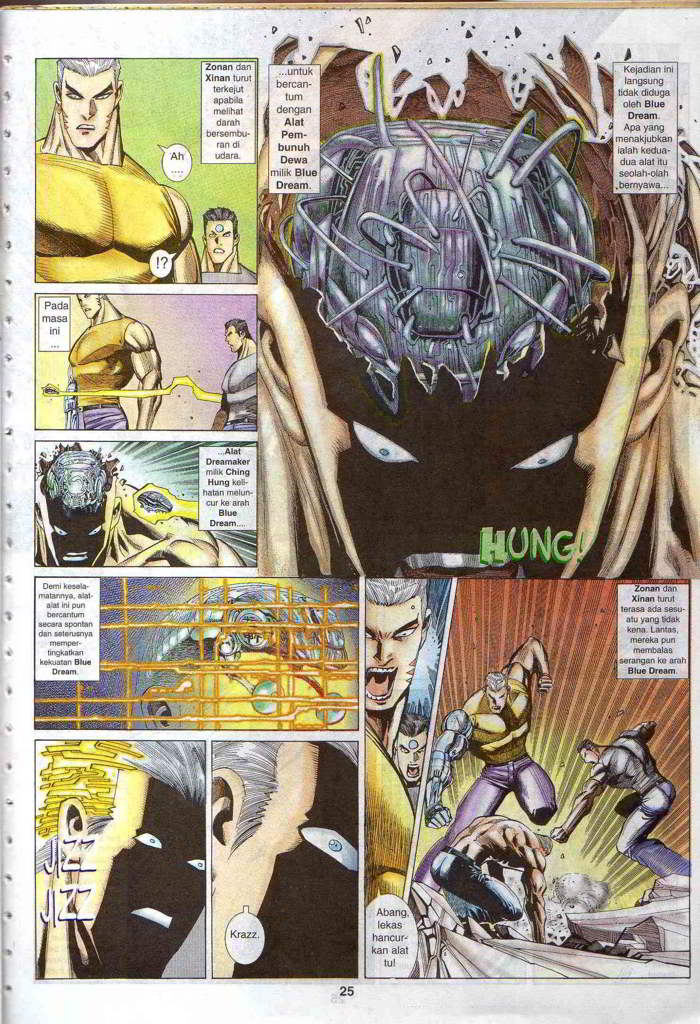 Zonan dan
Xinan turut
terkejut
apabila
melihat
darah
bersembu-
ran di
udara.
Ah
....
!?
...untuk
bercan-
tum
dengan
Alat
Pem-
bunuh
Dewa
milik Blue
Dream.
Kejadian ini
langsung
tidak diduga
oleh Blue
Dream.
Apa yang
menakjubkan
ialah kedua-
dua alat itu
seolah-olah
bernyawa...
Pada
masa
ini
...
...Alat
Dreamaker
milik Ching
Hung keli-
hatan melun-
cur ke arah
Blue
Dream....
HUNG!
Demi kesela-
matannya, alat-
alat ini pun
bercantum
secara spontan
dan seterusnya
memper-
tingkatkan
kekuatan Blue
Dream.
Zonan dan
Xinan turut
terasa ada sesu-
atu yang tidak
kena. Lantas,
mereka pun
membalas
serangan ke arah
Blue Dream.
JIZZ
JIZZ
Krazz.
Abang,
lekas
hancur-
kan alat
tu!
25